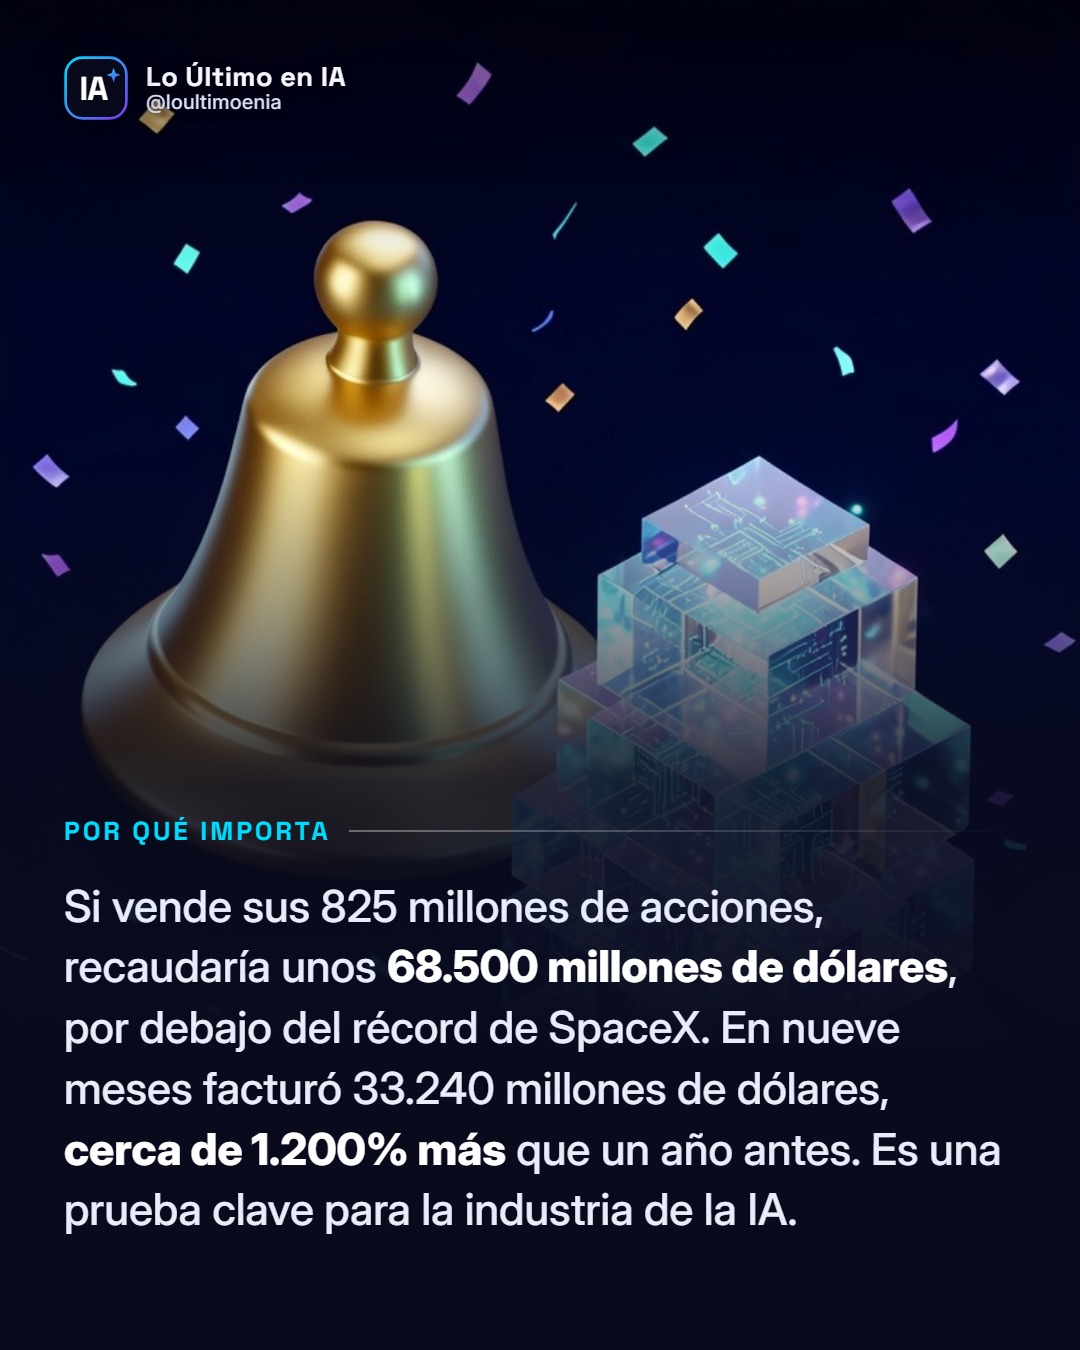 IA
Lo Último en IA
@loultimoenia
POR QUÉ IMPORTA
Si vende sus 825 millones de acciones,
recaudaría unos 68.500 millones de dólares,
por debajo del récord de SpaceX. En nueve
meses facturó 33.240 millones de dólares,
cerca de 1.200% más que un año antes. Es una
prueba clave para la industria de la IA.